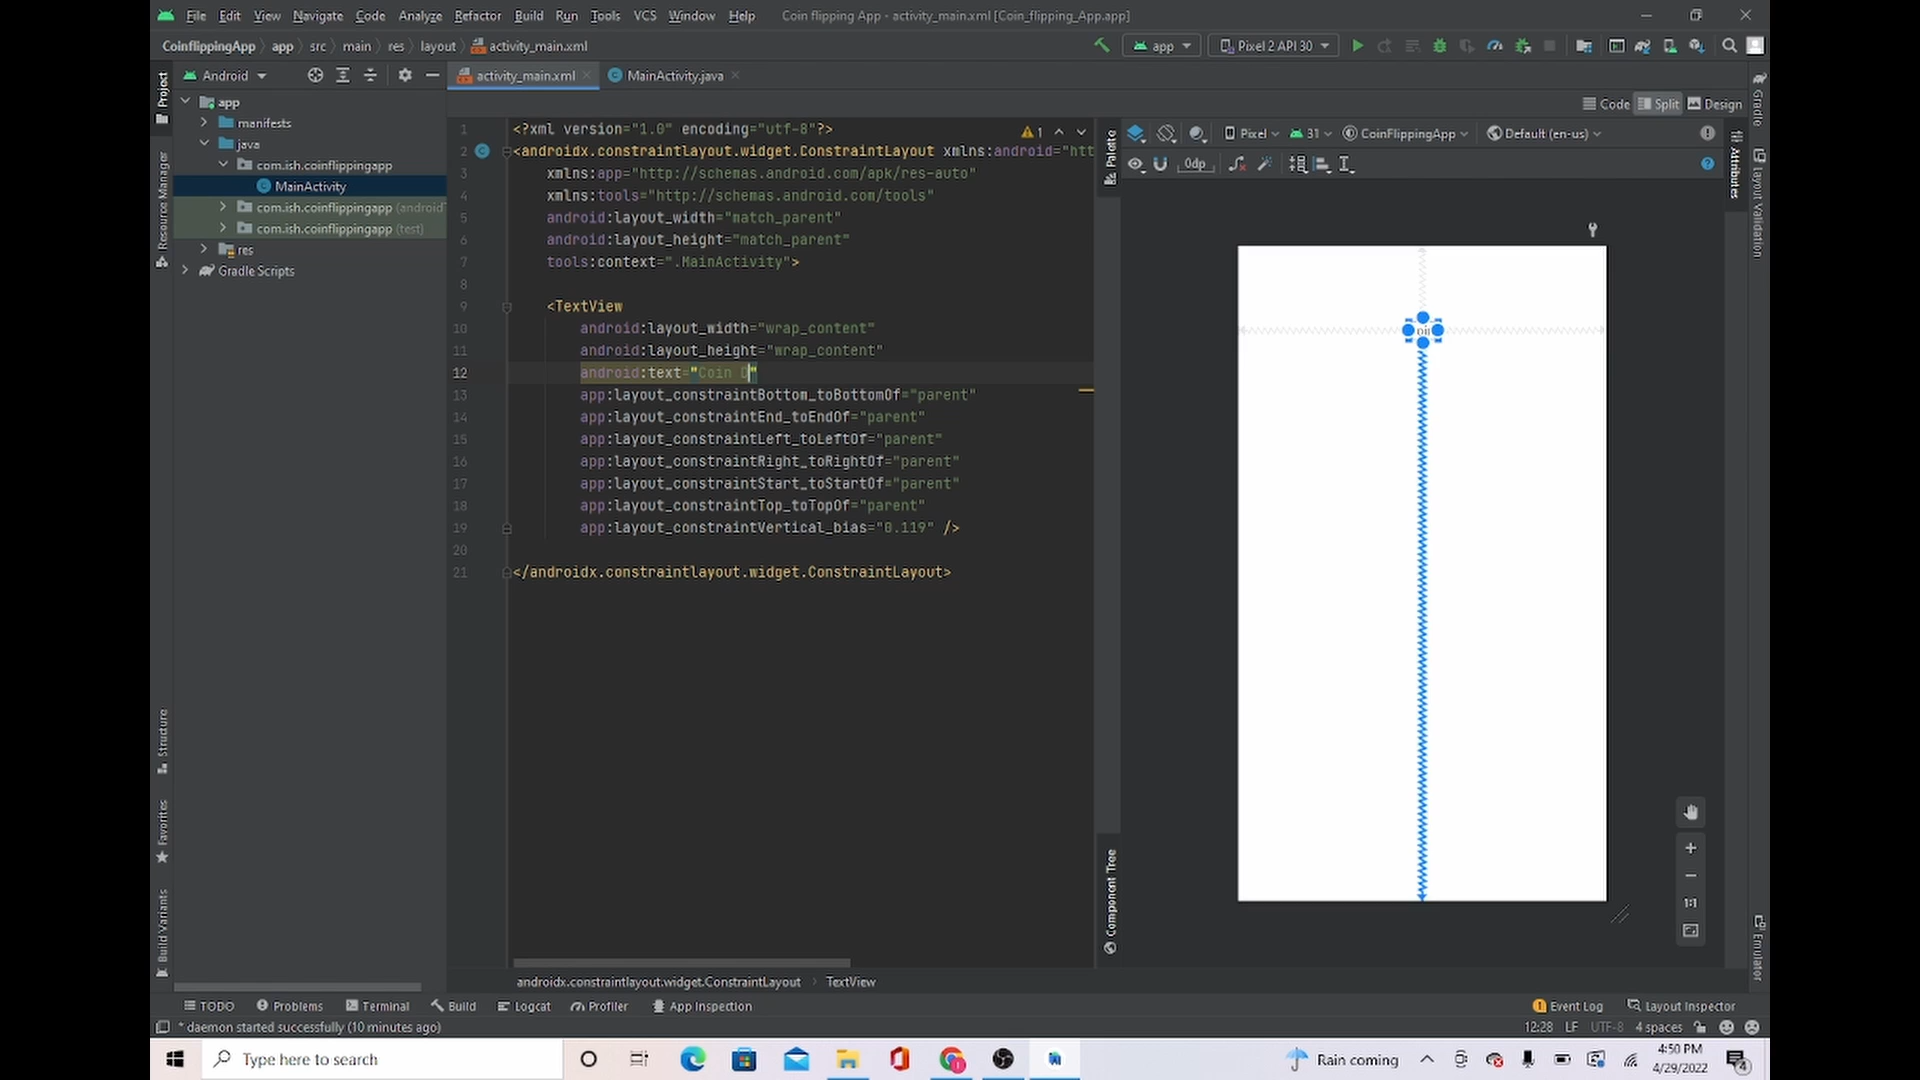 File Edit View Navigate Code Analyze Refactor Build Run Tools VCS Window Help Coin flipping App - activity_main.xml [Coin_flipping_App.app]
CoinflippingApp app src main res layout activity_main.xml app Pixel 2 API 30
Android activity_main.xml MainActivity.java
Code Split Design
app
manifests
java
com.ish.coinflippingapp
MainActivity
com.ish.coinflippingapp (android
com.ish.coinflippingapp (test)
res
Gradle Scripts
Project
Resource Manager
Structure
Favorites
Build Variants
1 <?xml version="1.0" encoding="utf-8"?>
2 <androidx.constraintlayout.widget.ConstraintLayout xmlns:android="htt
3 xmlns:app="http://schemas.android.com/apk/res-auto"
4 xmlns:tools="http://schemas.android.com/tools"
5 android:layout_width="match_parent"
6 android:layout_height="match_parent"
7 tools:context=".MainActivity">
8
9 <TextView
10 android:layout_width="wrap_content"
11 android:layout_height="wrap_content"
12 android:text="Coin D"
13 app:layout_constraintBottom_toBottomOf="parent"
14 app:layout_constraintEnd_toEndOf="parent"
15 app:layout_constraintLeft_toLeftOf="parent"
16 app:layout_constraintRight_toRightOf="parent"
17 app:layout_constraintStart_toStartOf="parent"
18 app:layout_constraintTop_toTopOf="parent"
19 app:layout_constraintVertical_bias="0.119" />
20
21 </androidx.constraintlayout.widget.ConstraintLayout>
1
Palette
Component Tree
Pixel 31 CoinFlippingApp Default (en-us)
0dp
1:1
Attributes
Gradle
Layout Validation
Emulator
androidx.constraintlayout.widget.ConstraintLayout TextView
TODO Problems Terminal Build Logcat Profiler App Inspection Event Log Layout Inspector
* daemon started successfully (10 minutes ago) 12:28 LF UTF-8 4 spaces
Type here to search Rain coming 4:50 PM
4/29/2022 4